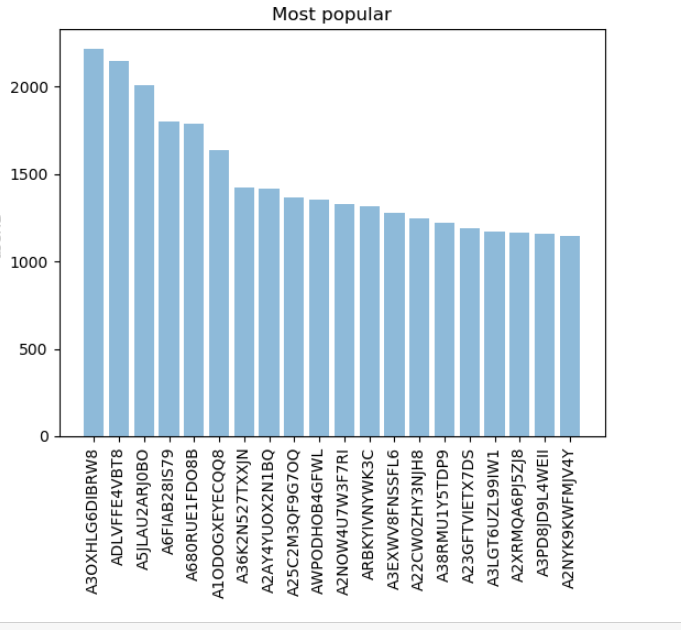 Most popular
2000
1500
1000
500
0
A3OXHLG6DIBRW8
ADLVFFE4VBT8
A5JLAU2ARJ0BO
A6FIAB28IS79
A680RUE1FDO8B
A1ODOGXEYECQQ8
A36K2N527TXXJN
A2AY4YUOX2N1BQ
A25C2M3QF9G7OQ
AWPODHOB4GFWL
A2NOW4U7W3F7RI
ARBKYIVNYWK3C
A3EXWV8FNSSFL6
A22CW0ZHY3NJH8
A38RMU1Y5TDP9
A23GFTVIETX7DS
A3LGT6UZL99IW1
A2XRMQA6PJ5ZJ8
A3PD8JD9L4WEII
A2NYK9KWFMJV4Y